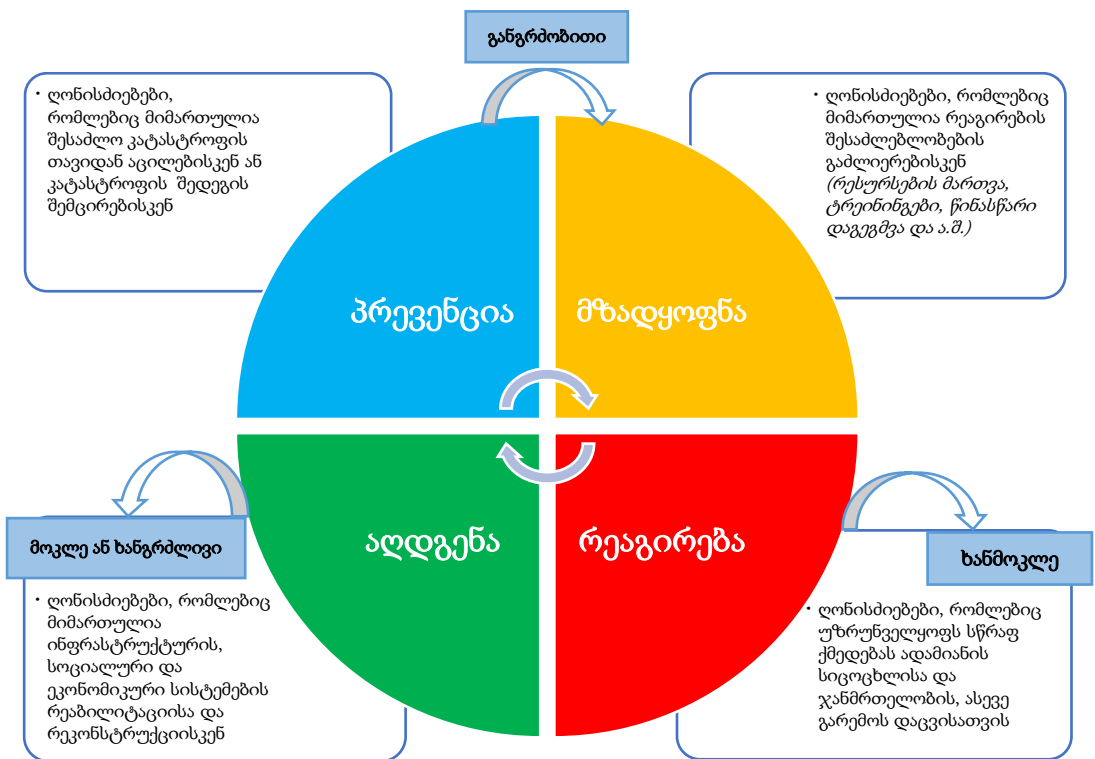 განგრძობითი
· ღონისძიებები,
რომლებიც მიმართულია
შესაძლო კატასტროფის
თავიდან აცილებისკენ ან
კატასტროფის შედეგის
შემცირებისკენ
· ღონისძიებები, რომლებიც
მიმართულია რეაგირების
შესაძლებლობების
გაძლიერებისკენ
(რესურსების მართვა,
ტრეინინგები, წინასწარი
დაგეგმვა და ა.შ.)
პრევენცია
მზადყოფნა
აღდგენა
რეაგირება
მოკლე ან ხანგრძლივი
· ღონისძიებები, რომლებიც
მიმართულია
ინფრასტრუქტურის,
სოციალური და
ეკონომიკური სისტემების
რეაბილიტაციისა და
რეკონსტრუქციისკენ
ხანმოკლე
· ღონისძიებები, რომლებიც
უზრუნველყოფს სწრაფ
ქმედებას ადამიანის
სიცოცხლისა და
ჯანმრთელობის, ასევე
გარემოს დაცვისათვის